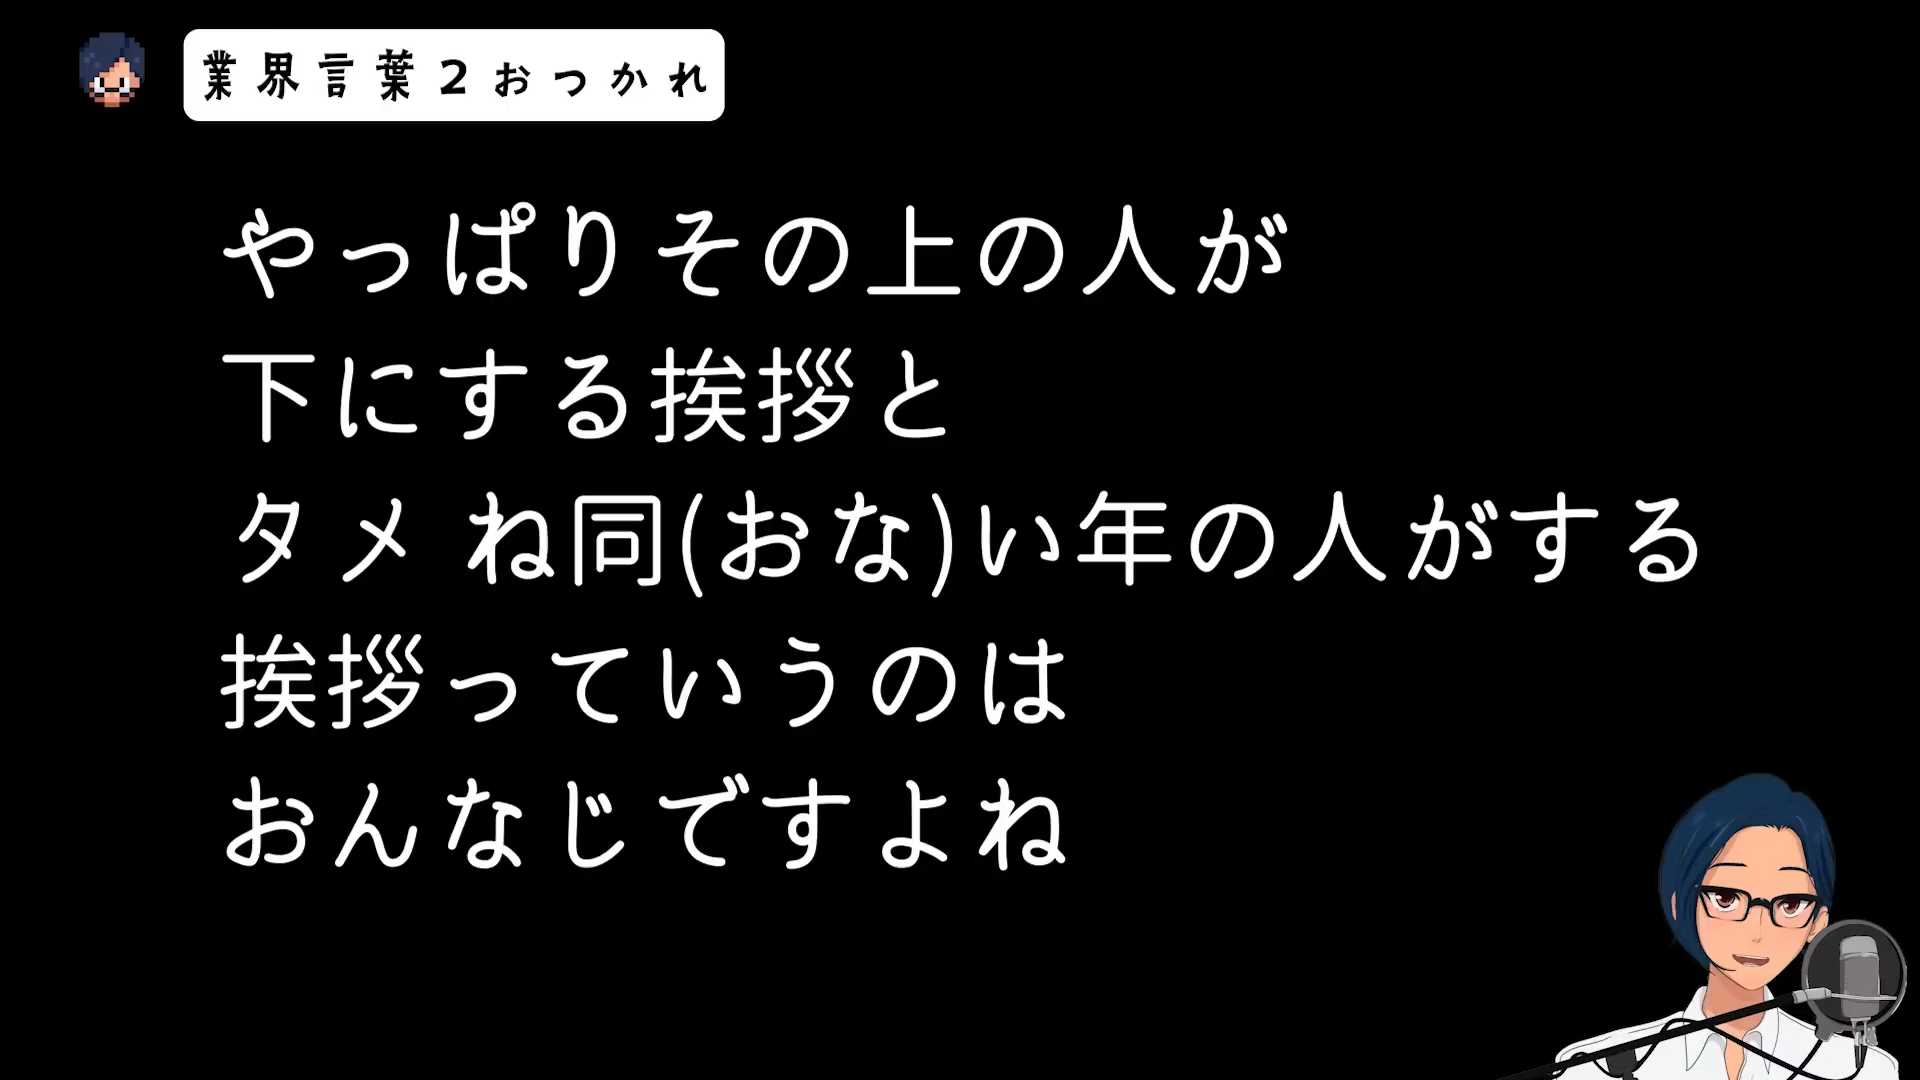 業界言葉2おつかれ
やっぱりその上の人が
下にする挨拶と
タメ ね同(おな)い年の人がする
挨拶っていうのは
おんなじですよね